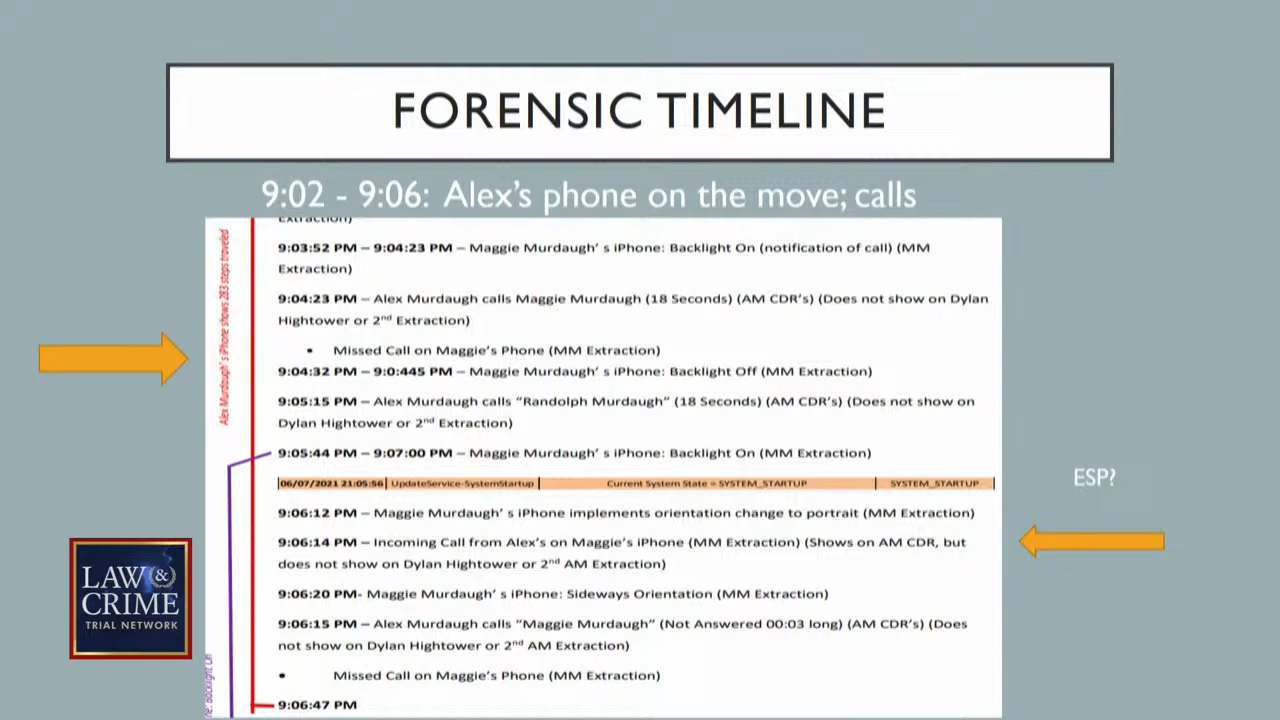 FORENSIC TIMELINE
9:02 - 9:06: Alex's phone on the move; calls
Extraction)
9:03:52 PM – 9:04:23 PM – Maggie Murdaugh' s iPhone: Backlight On (notification of call) (MM
Extraction)
9:04:23 PM – Alex Murdaugh calls Maggie Murdaugh (18 Seconds) (AM CDR's) (Does not show on Dylan
Hightower or 2nd Extraction)
• Missed Call on Maggie's Phone (MM Extraction)
9:04:32 PM – 9:0:445 PM – Maggie Murdaugh' s iPhone: Backlight Off (MM Extraction)
9:05:15 PM – Alex Murdaugh calls "Randolph Murdaugh" (18 Seconds) (AM CDR's) (Does not show on
Dylan Hightower or 2nd Extraction)
9:05:44 PM – 9:07:00 PM – Maggie Murdaugh' s iPhone: Backlight On (MM Extraction)
06/07/2021 21:05:56 UpdateService-SystemStartup Current System State = SYSTEM_STARTUP SYSTEM_STARTUP
9:06:12 PM – Maggie Murdaugh' s iPhone implements orientation change to portrait (MM Extraction)
9:06:14 PM – Incoming Call from Alex's on Maggie's iPhone (MM Extraction) (Shows on AM CDR, but
does not show on Dylan Hightower or 2nd AM Extraction)
9:06:20 PM- Maggie Murdaugh' s iPhone: Sideways Orientation (MM Extraction)
9:06:15 PM – Alex Murdaugh calls "Maggie Murdaugh" (Not Answered 00:03 long) (AM CDR's) (Does
not show on Dylan Hightower or 2nd AM Extraction)
• Missed Call on Maggie's Phone (MM Extraction)
9:06:47 PM
Alex Murdaugh' s iPhone shows 283 steps traveled
ne: Backlight On
ESP?
LAW &
CRIME
TRIAL NETWORK